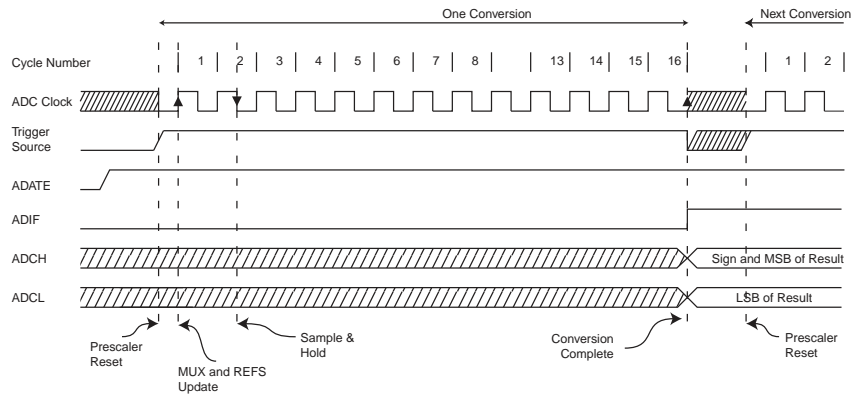 One Conversion
Next Conversion
Cycle Number
1 2 3 4 5 6 7 8 13 14 15 16 1 2
ADC Clock
Trigger
Source
ADATE
ADIF
ADCH
Sign and MSB of Result
ADCL
LSB of Result
Prescaler
Reset
MUX and REFS
Update
Sample &
Hold
Conversion
Complete
Prescaler
Reset